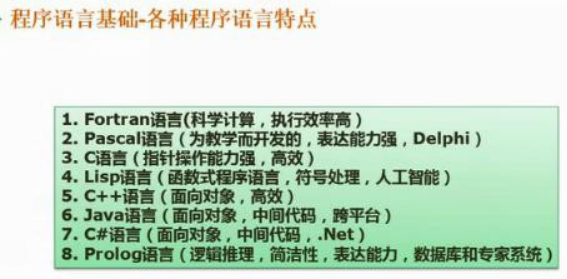 程序语言基础-各种程序语言特点
1. Fortran语言(科学计算，执行效率高）
2. Pascal语言（为教学而开发的，表达能力强，Delphi）
3. C语言（指针操作能力强，高效）
4. Lisp语言（函数式程序语言，符号处理，人工智能）
5. C++语言（面向对象，高效）
6. Java语言（面向对象，中间代码，跨平台）
7. C#语言（面向对象，中间代码，.Net）
8. Prolog语言（逻辑推理，简洁性，表达能力，数据库和专家系统）